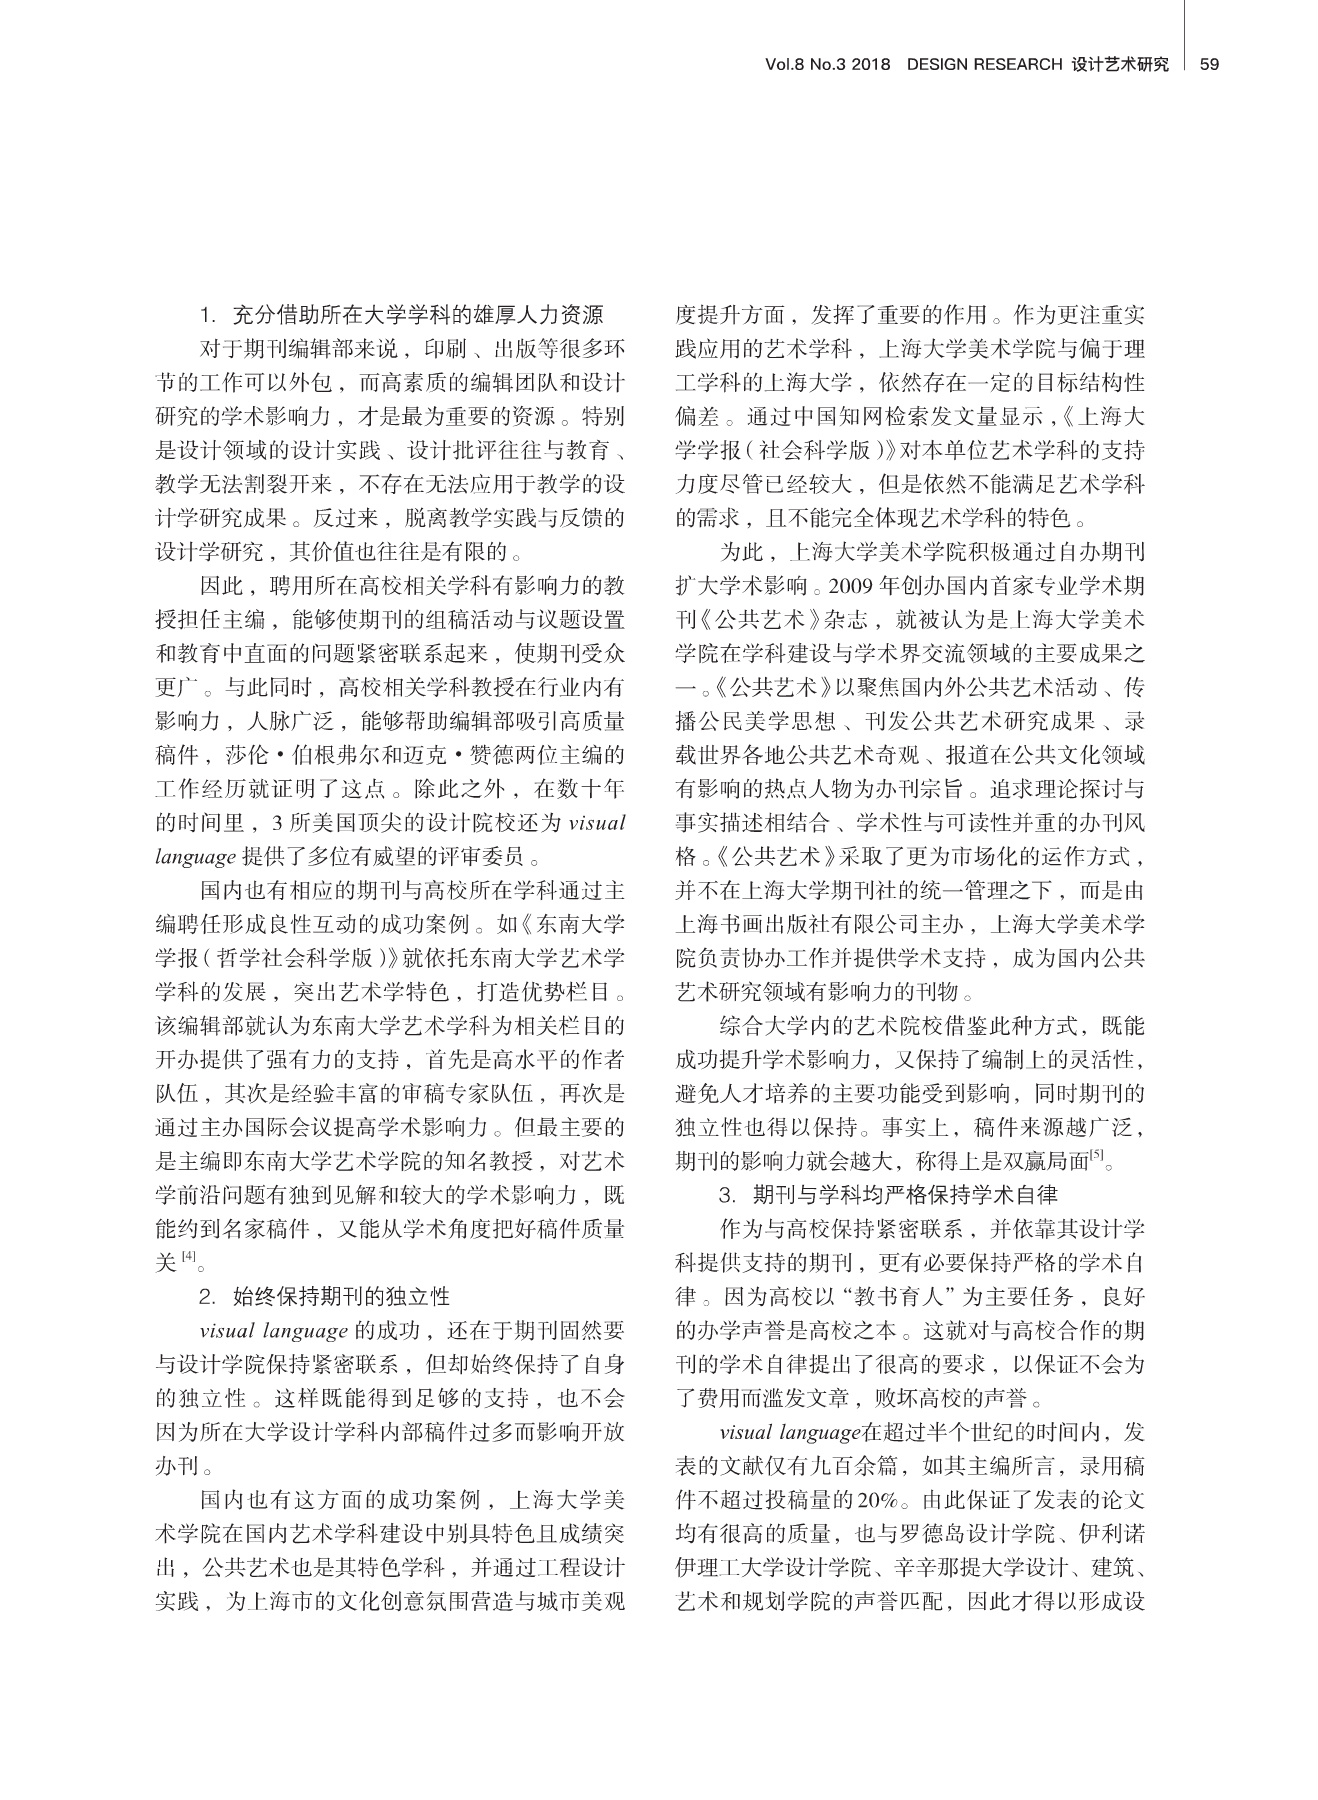 Vol.8 No.3 2018 DESIGN RESEARCH 设计艺术研究 59
1. 充分借助所在大学学科的雄厚人力资源
对于期刊编辑部来说，印刷、出版等很多环
节的工作可以外包，而高素质的编辑团队和设计
研究的学术影响力，才是最为重要的资源。特别
是设计领域的设计实践、设计批评往往与教育、
教学无法割裂开来，不存在无法应用于教学的设
计学研究成果。反过来，脱离教学实践与反馈的
设计学研究，其价值也往往是有限的。
因此，聘用所在高校相关学科有影响力的教
授担任主编，能够使期刊的组稿活动与议题设置
和教育中直面的问题紧密联系起来，使期刊受众
更广。与此同时，高校相关学科教授在行业内有
影响力，人脉广泛，能够帮助编辑部吸引高质量
稿件，莎伦·伯根弗尔和迈克·赞德两位主编的
工作经历就证明了这点。除此之外，在数十年
的时间里，3 所美国顶尖的设计院校还为 visual
language 提供了多位有威望的评审委员。
国内也有相应的期刊与高校所在学科通过主
编聘任形成良性互动的成功案例。如《东南大学
学报（哲学社会科学版）》就依托东南大学艺术学
学科的发展，突出艺术学特色，打造优势栏目。
该编辑部就认为东南大学艺术学科为相关栏目的
开办提供了强有力的支持，首先是高水平的作者
队伍，其次是经验丰富的审稿专家队伍，再次是
通过主办国际会议提高学术影响力。但最主要的
是主编即东南大学艺术学院的知名教授，对艺术
学前沿问题有独到见解和较大的学术影响力，既
能约到名家稿件，又能从学术角度把好稿件质量
关[4]。
2. 始终保持期刊的独立性
visual language 的成功，还在于期刊固然要
与设计学院保持紧密联系，但却始终保持了自身
的独立性。这样既能得到足够的支持，也不会
因为所在大学设计学科内部稿件过多而影响开放
办刊。
国内也有这方面的成功案例，上海大学美
术学院在国内艺术学科建设中别具特色且成绩突
出，公共艺术也是其特色学科，并通过工程设计
实践，为上海市的文化创意氛围营造与城市美观
度提升方面，发挥了重要的作用。作为更注重实
践应用的艺术学科，上海大学美术学院与偏于理
工学科的上海大学，依然存在一定的目标结构性
偏差。通过中国知网检索发文量显示，《上海大
学学报（社会科学版）》对本单位艺术学科的支持
力度尽管已经较大，但是依然不能满足艺术学科
的需求，且不能完全体现艺术学科的特色。
为此，上海大学美术学院积极通过自办期刊
扩大学术影响。2009 年创办国内首家专业学术期
刊《公共艺术》杂志，就被认为是上海大学美术
学院在学科建设与学术界交流领域的主要成果之
一。《公共艺术》以聚焦国内外公共艺术活动、传
播公民美学思想、刊发公共艺术研究成果、录
载世界各地公共艺术奇观、报道在公共文化领域
有影响的热点人物为办刊宗旨。追求理论探讨与
事实描述相结合、学术性与可读性并重的办刊风
格。《公共艺术》采取了更为市场化的运作方式，
并不在上海大学期刊社的统一管理之下，而是由
上海书画出版社有限公司主办，上海大学美术学
院负责协办工作并提供学术支持，成为国内公共
艺术研究领域有影响力的刊物。
综合大学内的艺术院校借鉴此种方式，既能
成功提升学术影响力，又保持了编制上的灵活性，
避免人才培养的主要功能受到影响，同时期刊的
独立性也得以保持。事实上，稿件来源越广泛，
期刊的影响力就会越大，称得上是双赢局面[5]。
3. 期刊与学科均严格保持学术自律
作为与高校保持紧密联系，并依靠其设计学
科提供支持的期刊，更有必要保持严格的学术自
律。因为高校以“教书育人”为主要任务，良好
的办学声誉是高校之本。这就对与高校合作的期
刊的学术自律提出了很高的要求，以保证不会为
了费用而滥发文章，败坏高校的声誉。
visual language在超过半个世纪的时间内，发
表的文献仅有九百余篇，如其主编所言，录用稿
件不超过投稿量的20%。由此保证了发表的论文
均有很高的质量，也与罗德岛设计学院、伊利诺
伊理工大学设计学院、辛辛那提大学设计、建筑、
艺术和规划学院的声誉匹配，因此才得以形成设